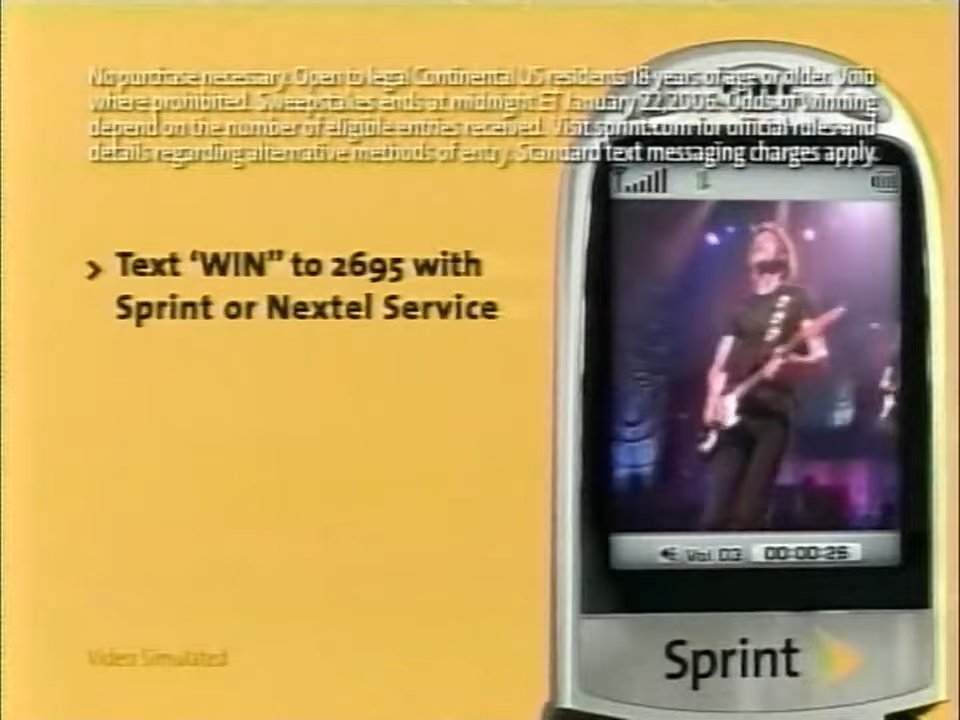 No purchase necessary. Open to legal Continental US residents 18 years of age or older. Void
where prohibited. Sweepstakes ends at midnight ET January 22, 2006. Odds of winning
depend on the number of eligible entries received. Visit sprint.com for official rules and
details regarding alternative methods of entry. Standard text messaging charges apply.
› Text ‘WIN” to 2695 with
Sprint or Nextel Service
Vol 03 00:00:26
Video Simulated
Sprint